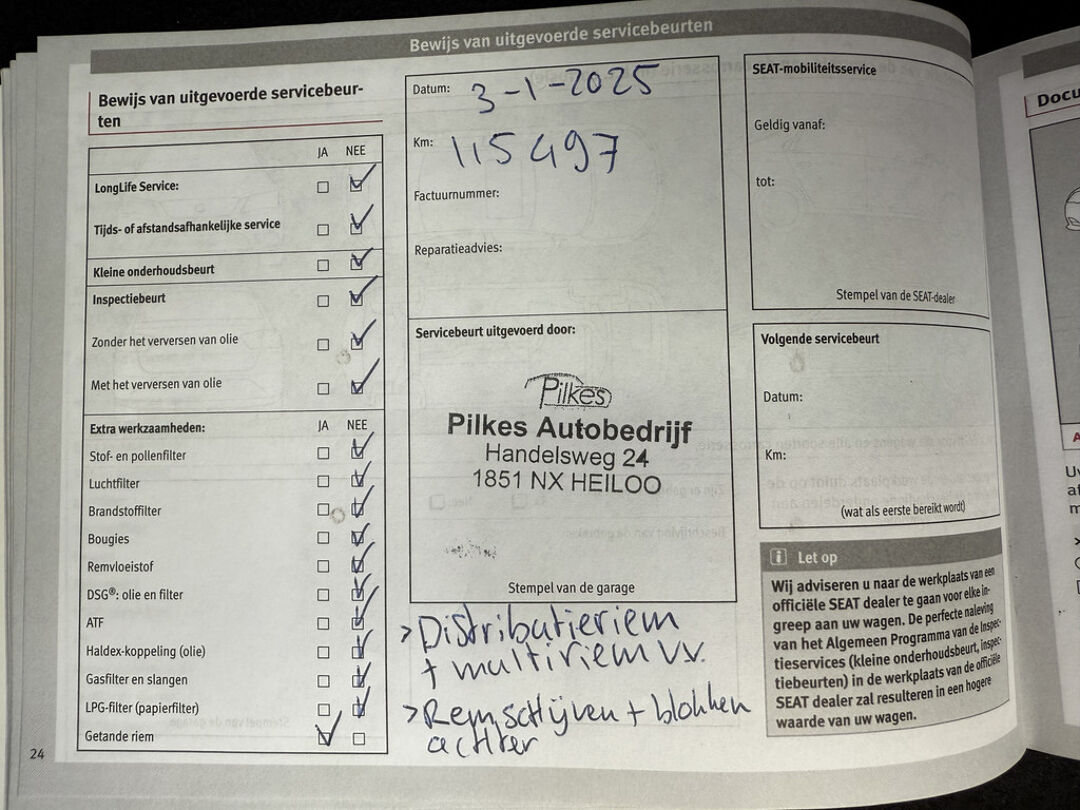 Bewijs van uitgevoerde servicebeurten
Bewijs van uitgevoerde servicebeur-
ten
JA NEE
LongLife Service:
Tijds- of afstandsafhankelijke service
Kleine onderhoudsbeurt
Inspectiebeurt
Zonder het verversen van olie
Met het verversen van olie
Extra werkzaamheden: JA NEE
Stof- en pollenfilter
Luchtfilter
Brandstoffilter
Bougies
Remvloeistof
DSG®: olie en filter
ATF
Haldex-koppeling (olie)
Gasfilter en slangen
LPG-filter (papierfilter)
Getande riem
24
Datum: 3-1-2025
Km: 115497
Factuurnummer:
Reparatieadvies:
Servicebeurt uitgevoerd door:
Pilkes
Pilkes Autobedrijf
Handelsweg 24
1851 NX HEILOO
Stempel van de garage
> Distributieriem
+ multiriem vv.
> Remschijven + blokken
achter
SEAT-mobiliteitsservice
Geldig vanaf:
tot:
Stempel van de SEAT-dealer
Volgende servicebeurt
Datum:
Km:
(wat als eerste bereikt wordt)
i Let op
Wij adviseren u naar de werkplaats van een
officiële SEAT dealer te gaan voor elke in-
greep aan uw wagen. De perfecte naleving
van het Algemeen Programma van de Inspec-
tieservices (kleine onderhoudsbeurt, inspec-
tiebeurten) in de werkplaats van de officiële
SEAT dealer zal resulteren in een hogere
waarde van uw wagen.
Docu